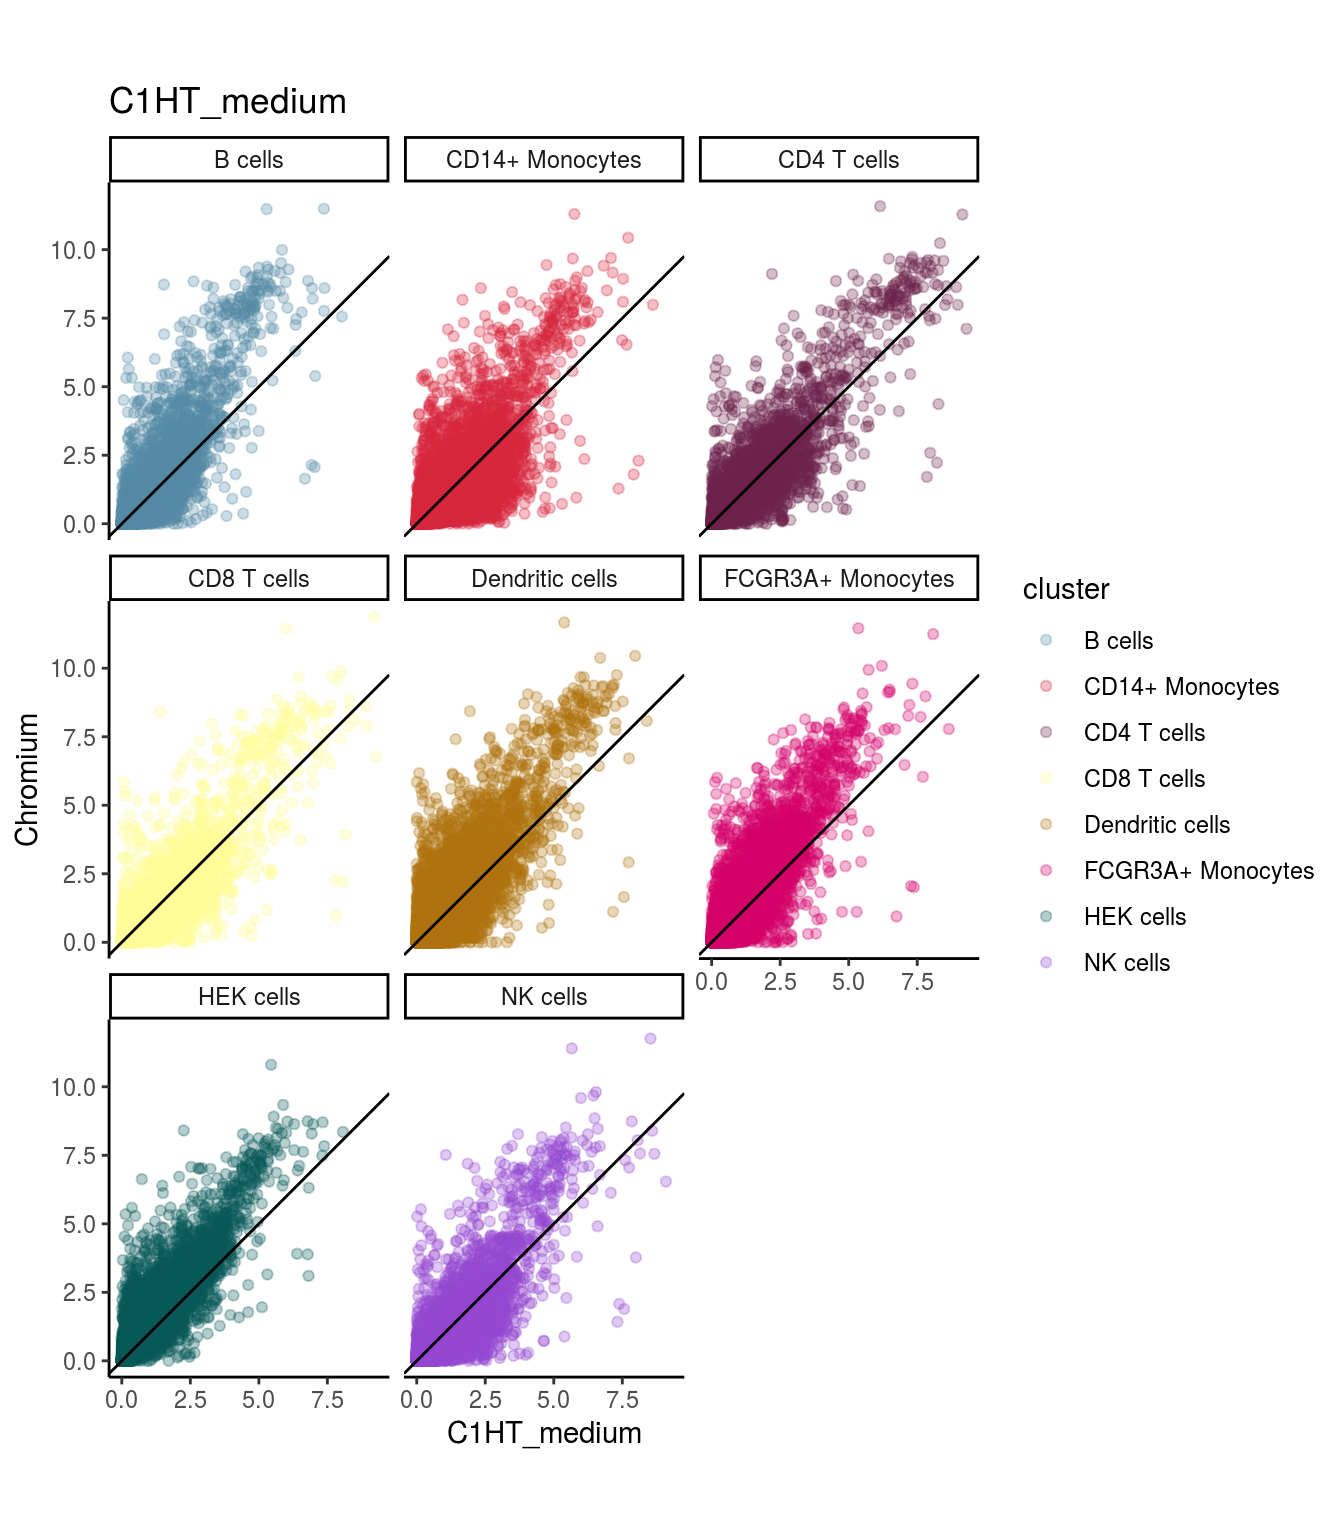 C1HT_medium
B cells
CD14+ Monocytes
CD4 T cells
10.0
7.5
5.0
2.5
0.0
CD8 T cells
Dendritic cells
FCGR3A+ Monocytes
10.0
7.5
5.0
2.5
0.0
0.0 2.5 5.0 7.5
HEK cells
NK cells
10.0
7.5
5.0
2.5
0.0
0.0 2.5 5.0 7.5
0.0 2.5 5.0 7.5
Chromium
C1HT_medium
cluster
B cells
CD14+ Monocytes
CD4 T cells
CD8 T cells
Dendritic cells
FCGR3A+ Monocytes
HEK cells
NK cells